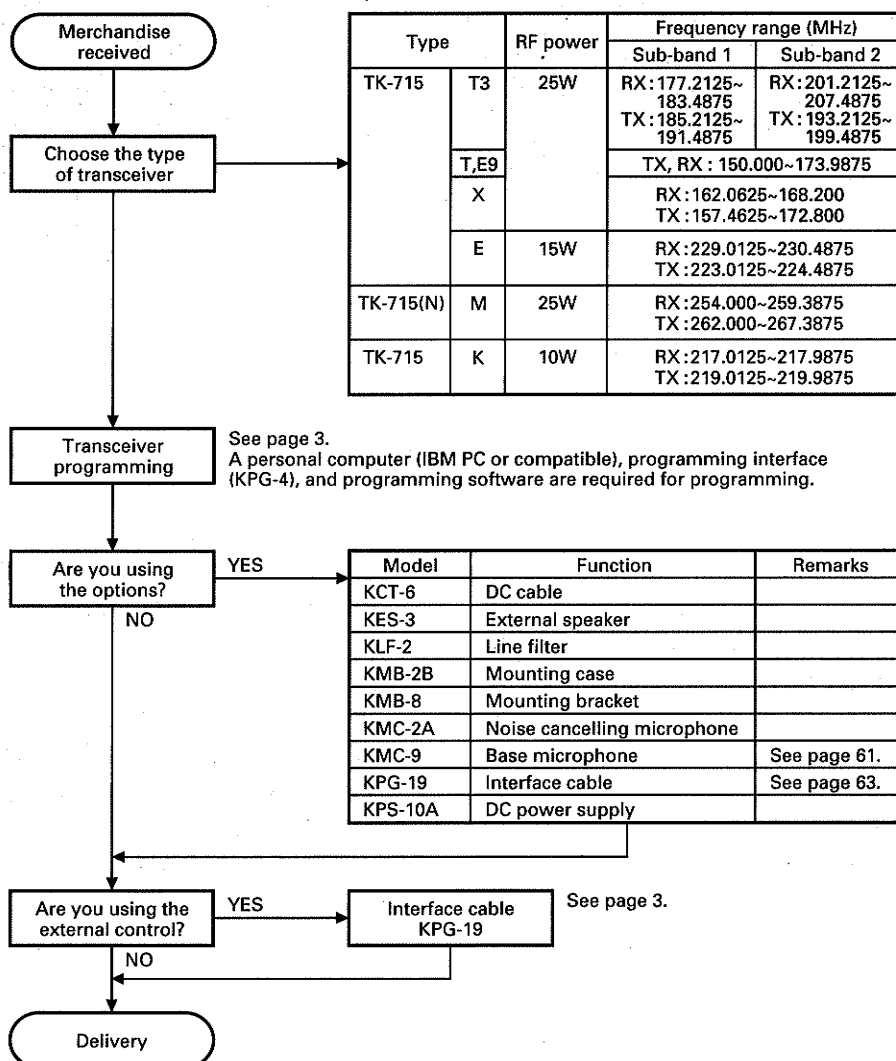 Merchandise
received
Choose the type
of transceiver
Type RF power Frequency range (MHz)
Sub-band 1 Sub-band 2
TK-715 T3 25W RX:177.2125~ RX:201.2125~
183.4875 207.4875
TX:185.2125~ TX:193.2125~
191.4875 199.4875
T,E9 TX, RX : 150.000~173.9875
X RX:162.0625~168.200
TX:157.4625~172.800
E 15W RX:229.0125~230.4875
TX:223.0125~224.4875
TK-715(N) M 25W RX:254.000~259.3875
TX:262.000~267.3875
TK-715 K 10W RX:217.0125~217.9875
TX:219.0125~219.9875
Transceiver
programming
See page 3.
A personal computer (IBM PC or compatible), programming interface
(KPG-4), and programming software are required for programming.
Are you using
the options?
YES
NO
Model Function Remarks
KCT-6 DC cable
KES-3 External speaker
KLF-2 Line filter
KMB-2B Mounting case
KMB-8 Mounting bracket
KMC-2A Noise cancelling microphone
KMC-9 Base microphone See page 61.
KPG-19 Interface cable See page 63.
KPS-10A DC power supply
Are you using the
external control?
YES
NO
Interface cable
KPG-19
See page 3.
Delivery